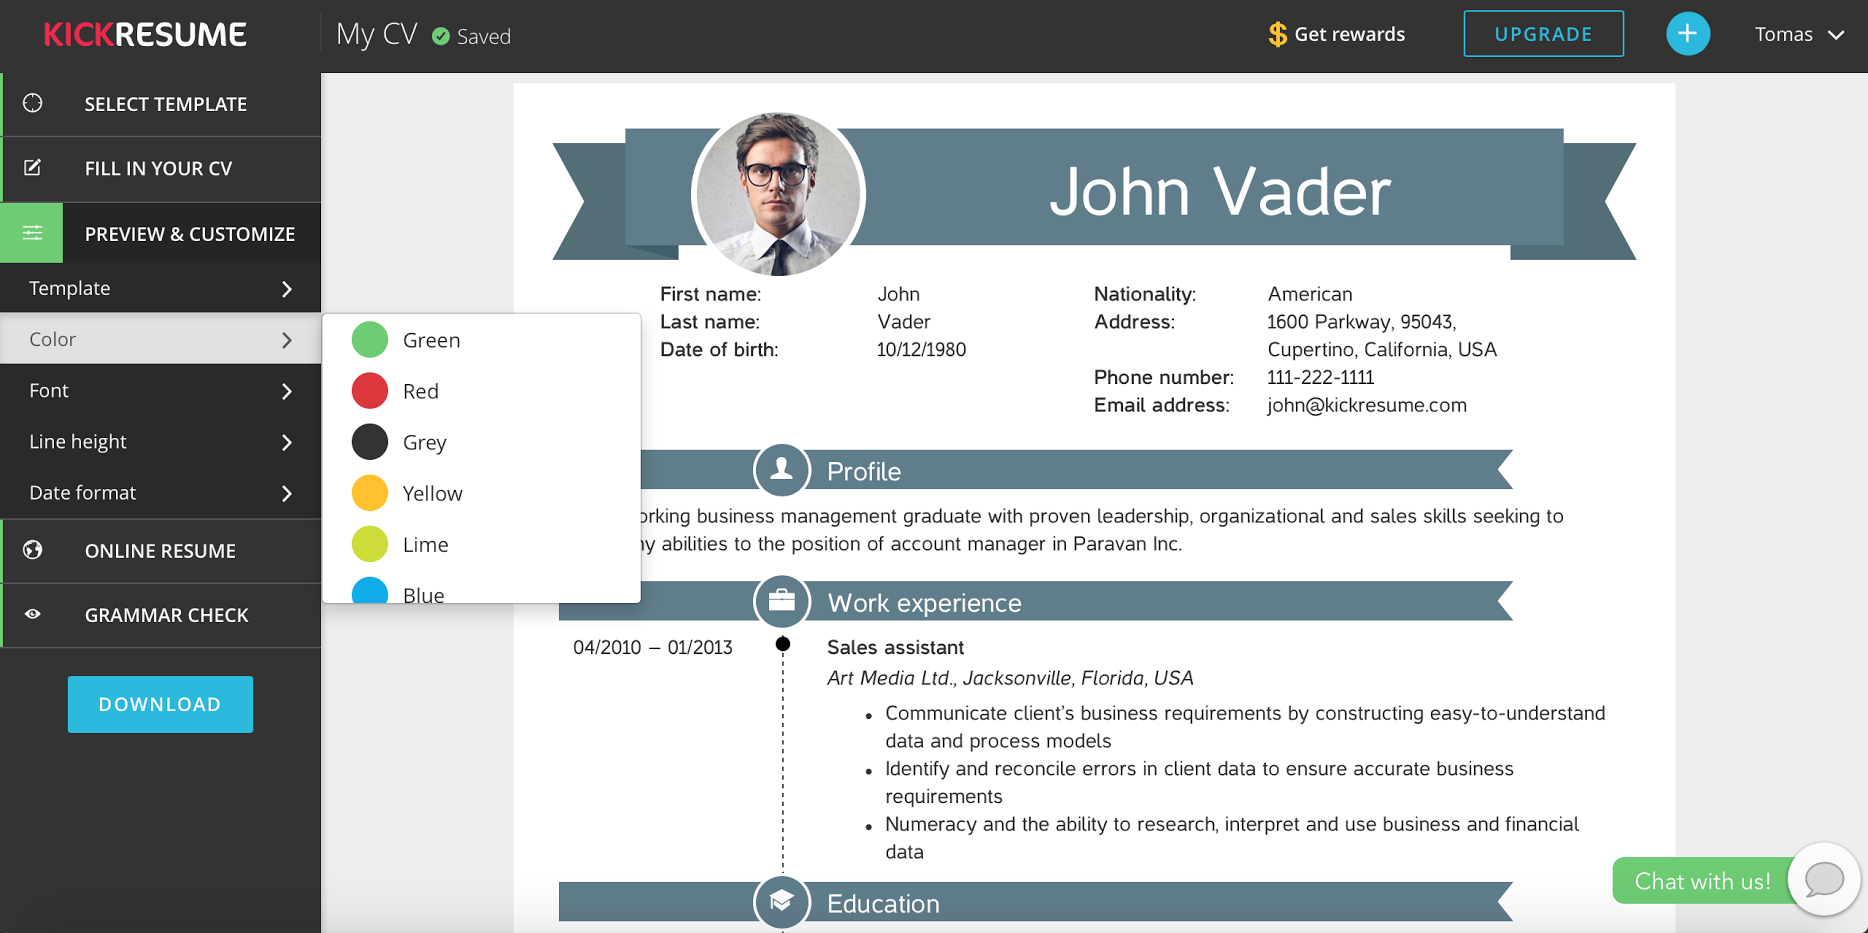 KICKRESUME
My CV
Saved
Get rewards
UPGRADE
Tomas
SELECT TEMPLATE
FILL IN YOUR CV
PREVIEW & CUSTOMIZE
Template
Color
Font
Line height
Date format
ONLINE RESUME
GRAMMAR CHECK
DOWNLOAD
Green
Red
Grey
Yellow
Lime
Blue
John Vader
First name: John
Last name: Vader
Date of birth: 10/12/1980
Nationality: American
Address: 1600 Parkway, 95043,
Cupertino, California, USA
Phone number: 111-222-1111
Email address: john@kickresume.com
Profile
business management graduate with proven leadership, organizational and sales skills seeking to
abilities to the position of account manager in Paravan Inc.
Work experience
04/2010 – 01/2013
Sales assistant
Art Media Ltd., Jacksonville, Florida, USA
• Communicate client's business requirements by constructing easy-to-understand
data and process models
• Identify and reconcile errors in client data to ensure accurate business
requirements
• Numeracy and the ability to research, interpret and use business and financial
data
Education
Chat with us!